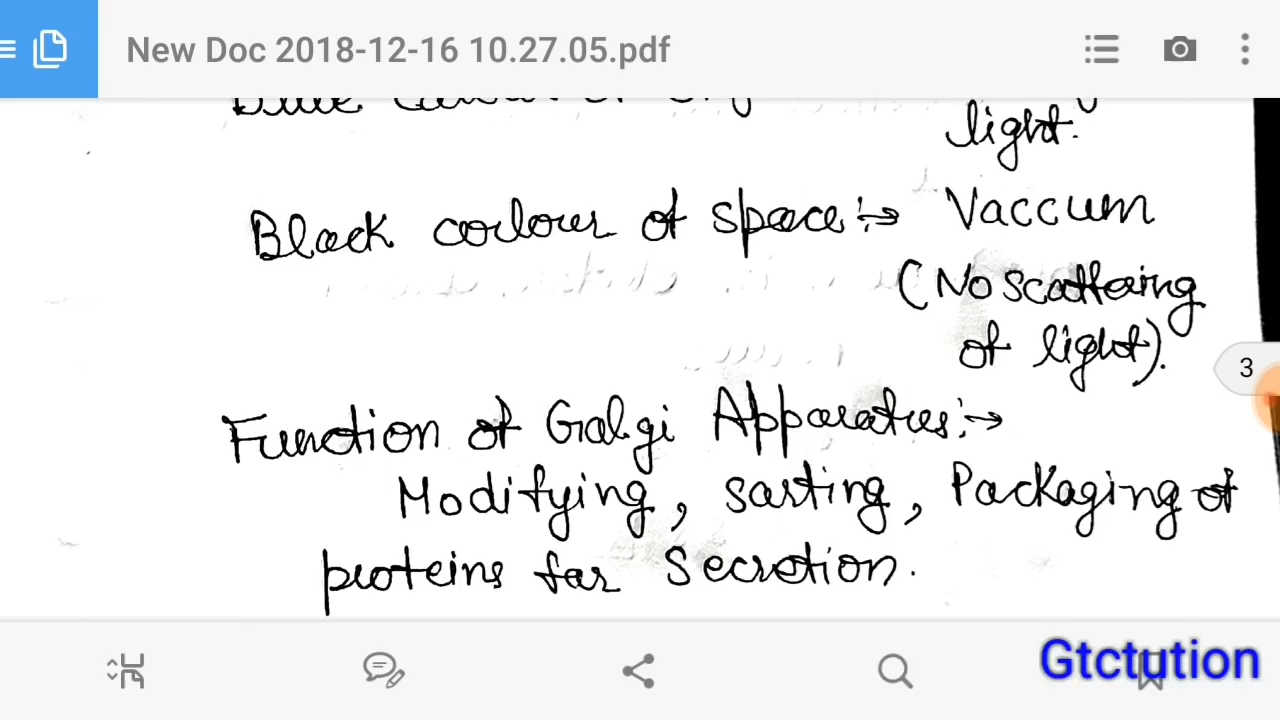 New Doc 2018-12-16 10.27.05.pdf
light.
Black colour of space :→ Vaccum
(No scattering
of light).
3
Function of Golgi Apparatus :→
Modifying, sorting, Packaging of
proteins for secretion.
Gtctution